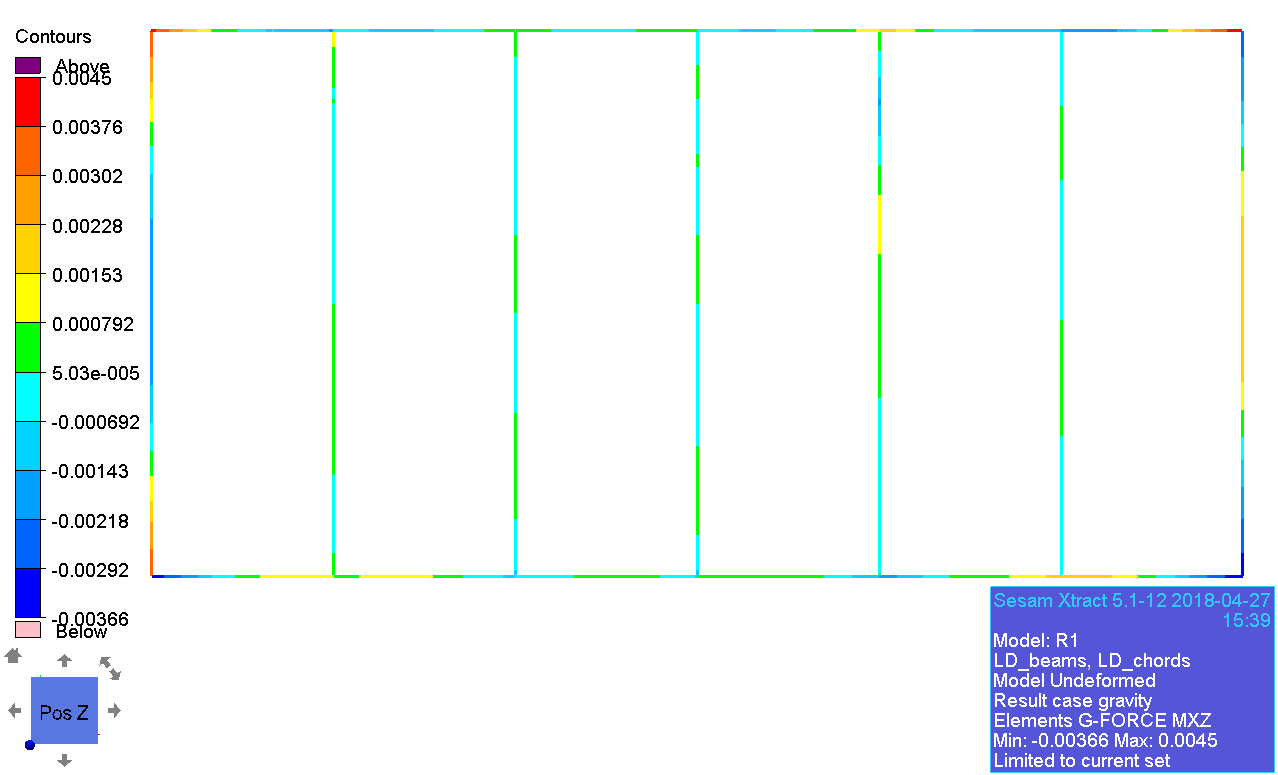 Contours
Above
0.0045
0.00376
0.00302
0.00228
0.00153
0.000792
5.03e-005
-0.000692
-0.00143
-0.00218
-0.00292
-0.00366
Below
Pos Z
Sesam Xtract 5.1-12 2018-04-27
15:39
Model: R1
LD_beams, LD_chords
Model Undeformed
Result case gravity
Elements G-FORCE MXZ
Min: -0.00366 Max: 0.0045
Limited to current set